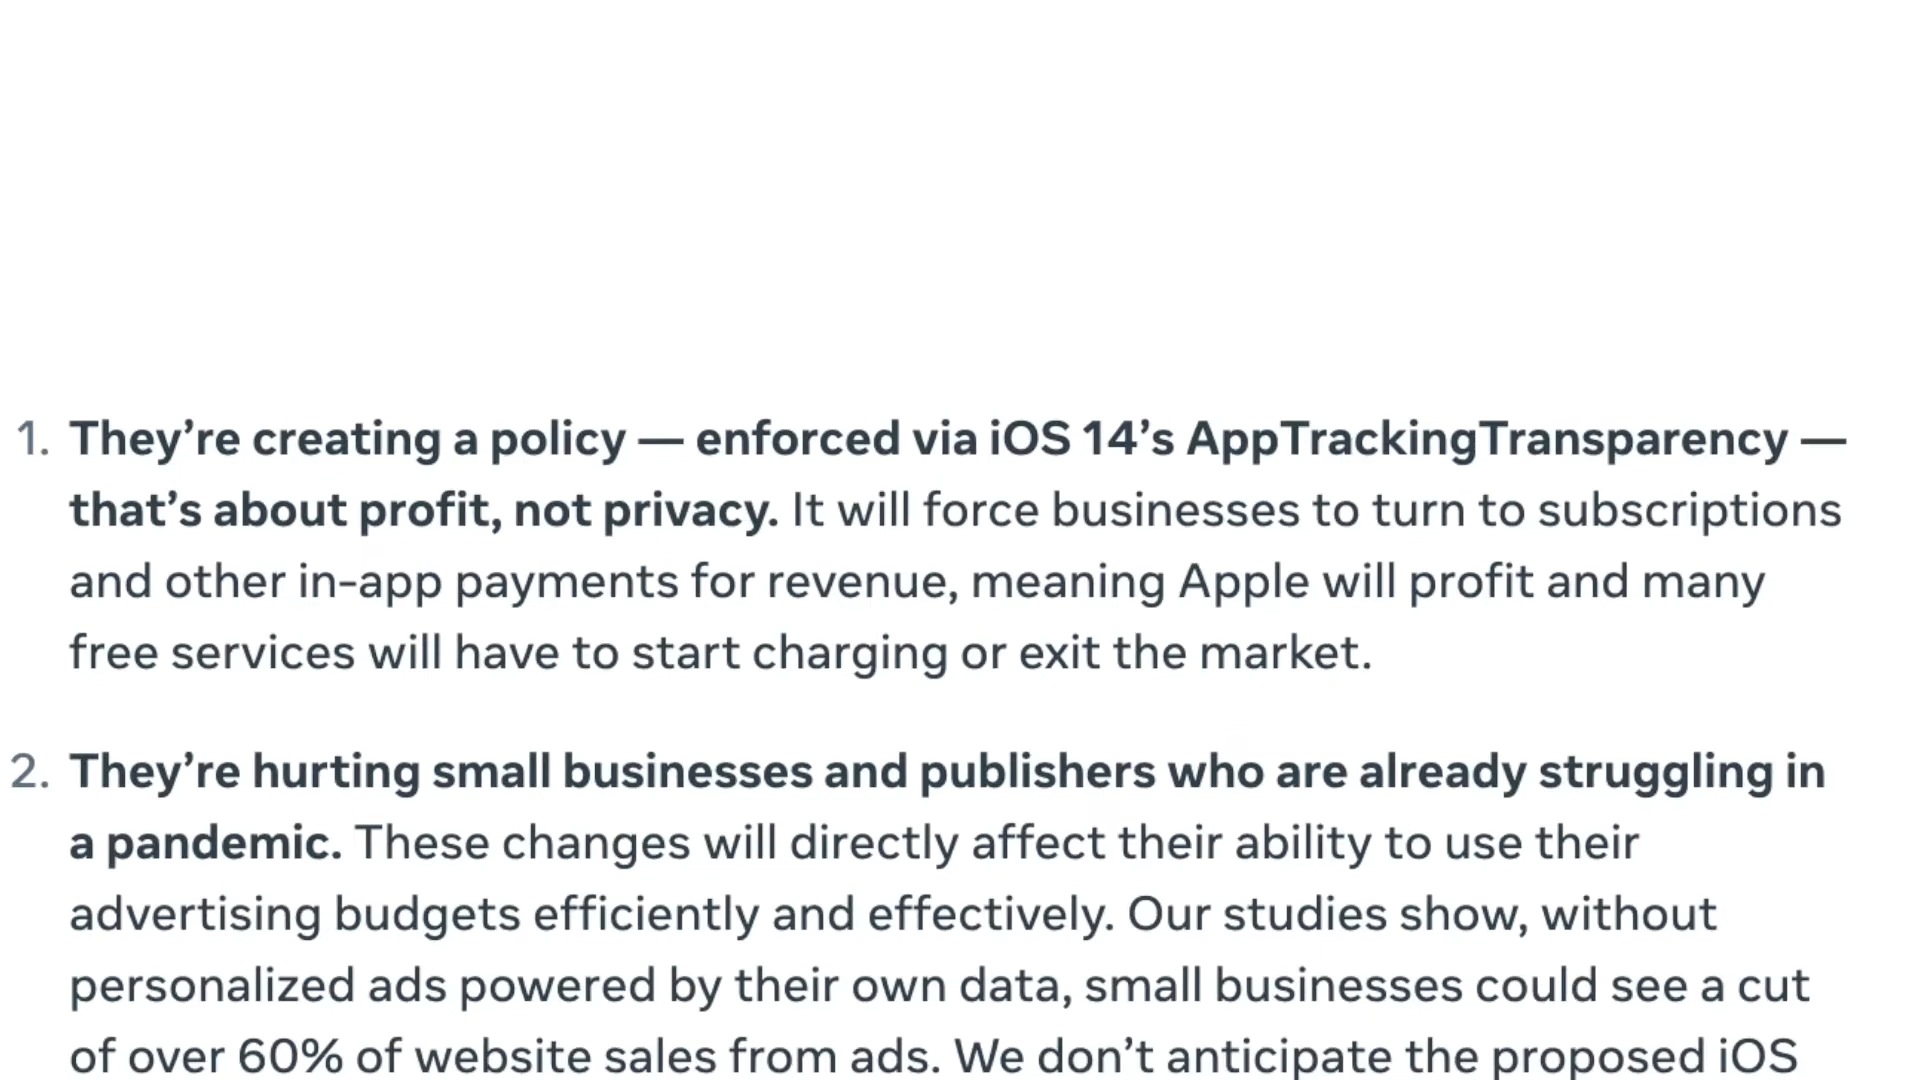 1. They’re creating a policy — enforced via iOS 14’s AppTrackingTransparency —
that’s about profit, not privacy. It will force businesses to turn to subscriptions
and other in-app payments for revenue, meaning Apple will profit and many
free services will have to start charging or exit the market.
2. They’re hurting small businesses and publishers who are already struggling in
a pandemic. These changes will directly affect their ability to use their
advertising budgets efficiently and effectively. Our studies show, without
personalized ads powered by their own data, small businesses could see a cut
of over 60% of website sales from ads. We don’t anticipate the proposed iOS